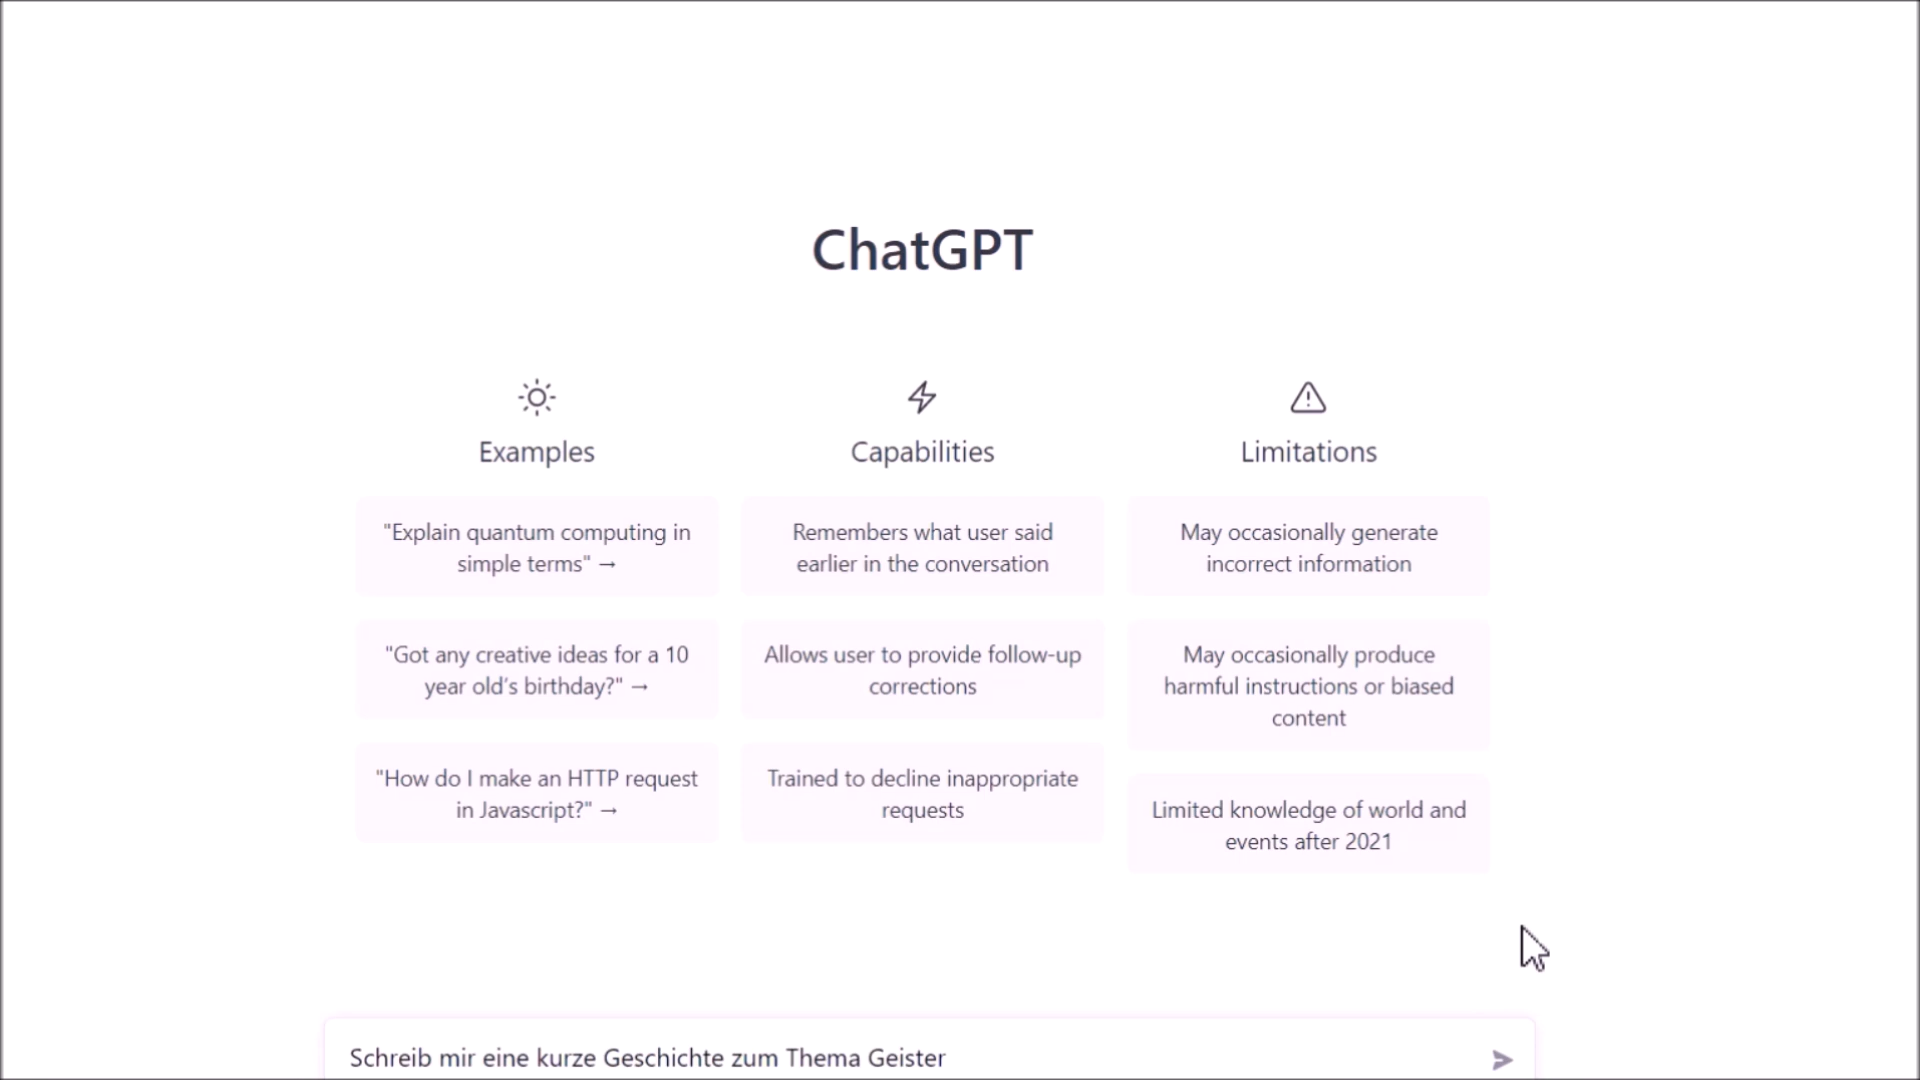 ChatGPT
Examples
"Explain quantum computing in
simple terms" →
"Got any creative ideas for a 10
year old's birthday?" →
"How do I make an HTTP request
in Javascript?" →
Capabilities
Remembers what user said
earlier in the conversation
Allows user to provide follow-up
corrections
Trained to decline inappropriate
requests
Limitations
May occasionally generate
incorrect information
May occasionally produce
harmful instructions or biased
content
Limited knowledge of world and
events after 2021
Schreib mir eine kurze Geschichte zum Thema Geister